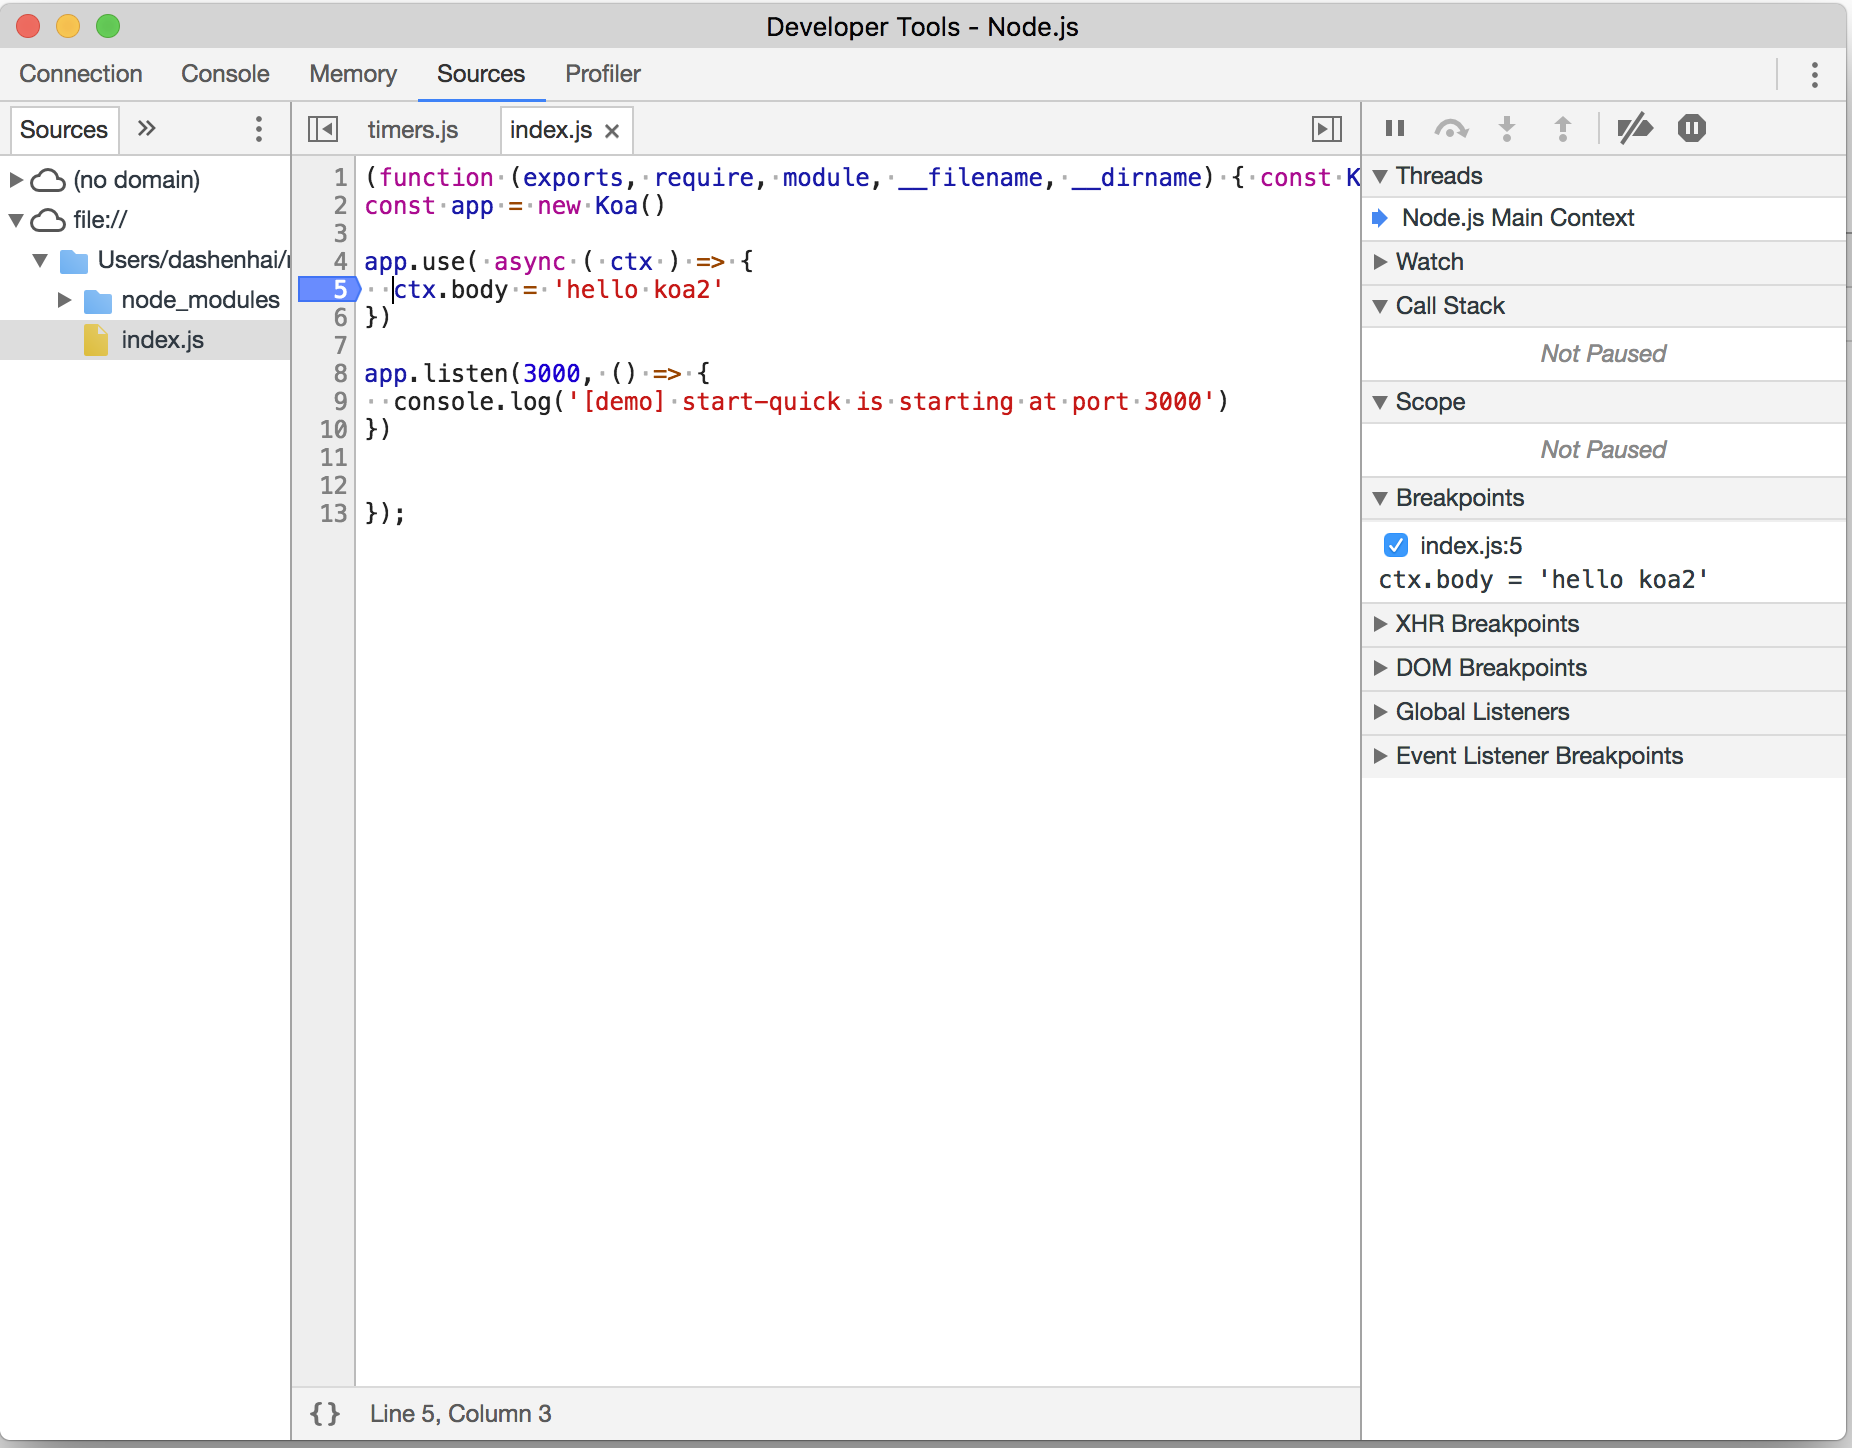 Developer Tools - Node.js
Connection Console Memory Sources Profiler
Sources »
(no domain)
file://
Users/dashenhai/
node_modules
index.js
timers.js index.js ×
1 (function (exports, require, module, __filename, __dirname) { const K
2 const app = new Koa()
3
4 app.use( async ( ctx ) => {
5   ctx.body = 'hello koa2'
6 })
7
8 app.listen(3000, () => {
9   console.log('[demo] start-quick is starting at port 3000')
10 })
11
12
13 });
{} Line 5, Column 3
Threads
Node.js Main Context
Watch
Call Stack
Not Paused
Scope
Not Paused
Breakpoints
index.js:5
ctx.body = 'hello koa2'
XHR Breakpoints
DOM Breakpoints
Global Listeners
Event Listener Breakpoints